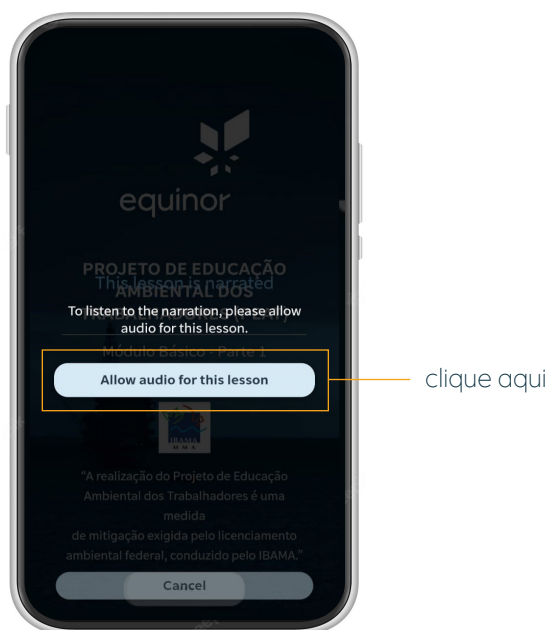 equinor
PROJETO DE EDUCAÇÃO
This lesson is narrated
AMBIENTAL DOS
To listen to the narration, please allow
TRABALHADORES (PEAT)
audio for this lesson.
Módulo Básico - Parte 1
Allow audio for this lesson
clique aqui
IBAMA
M M A
“A realização do Projeto de Educação
Ambiental dos Trabalhadores é uma
medida
de mitigação exigida pelo licenciamento
ambiental federal, conduzido pelo IBAMA.”
Cancel